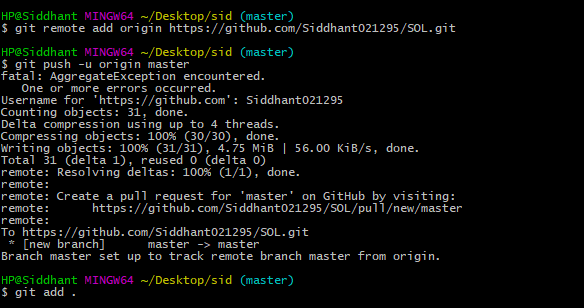 HP@Siddhant MINGW64 ~/Desktop/sid (master)
$ git remote add origin https://github.com/Siddhant021295/SOL.git
HP@Siddhant MINGW64 ~/Desktop/sid (master)
$ git push -u origin master
fatal: AggregateException encountered.
   One or more errors occurred.
Username for 'https://github.com': Siddhant021295
Counting objects: 31, done.
Delta compression using up to 4 threads.
Compressing objects: 100% (30/30), done.
Writing objects: 100% (31/31), 4.75 MiB | 56.00 KiB/s, done.
Total 31 (delta 1), reused 0 (delta 0)
remote: Resolving deltas: 100% (1/1), done.
remote:
remote: Create a pull request for 'master' on GitHub by visiting:
remote:      https://github.com/Siddhant021295/SOL/pull/new/master
remote:
To https://github.com/Siddhant021295/SOL.git
 * [new branch]      master -> master
Branch master set up to track remote branch master from origin.
HP@Siddhant MINGW64 ~/Desktop/sid (master)
$ git add .